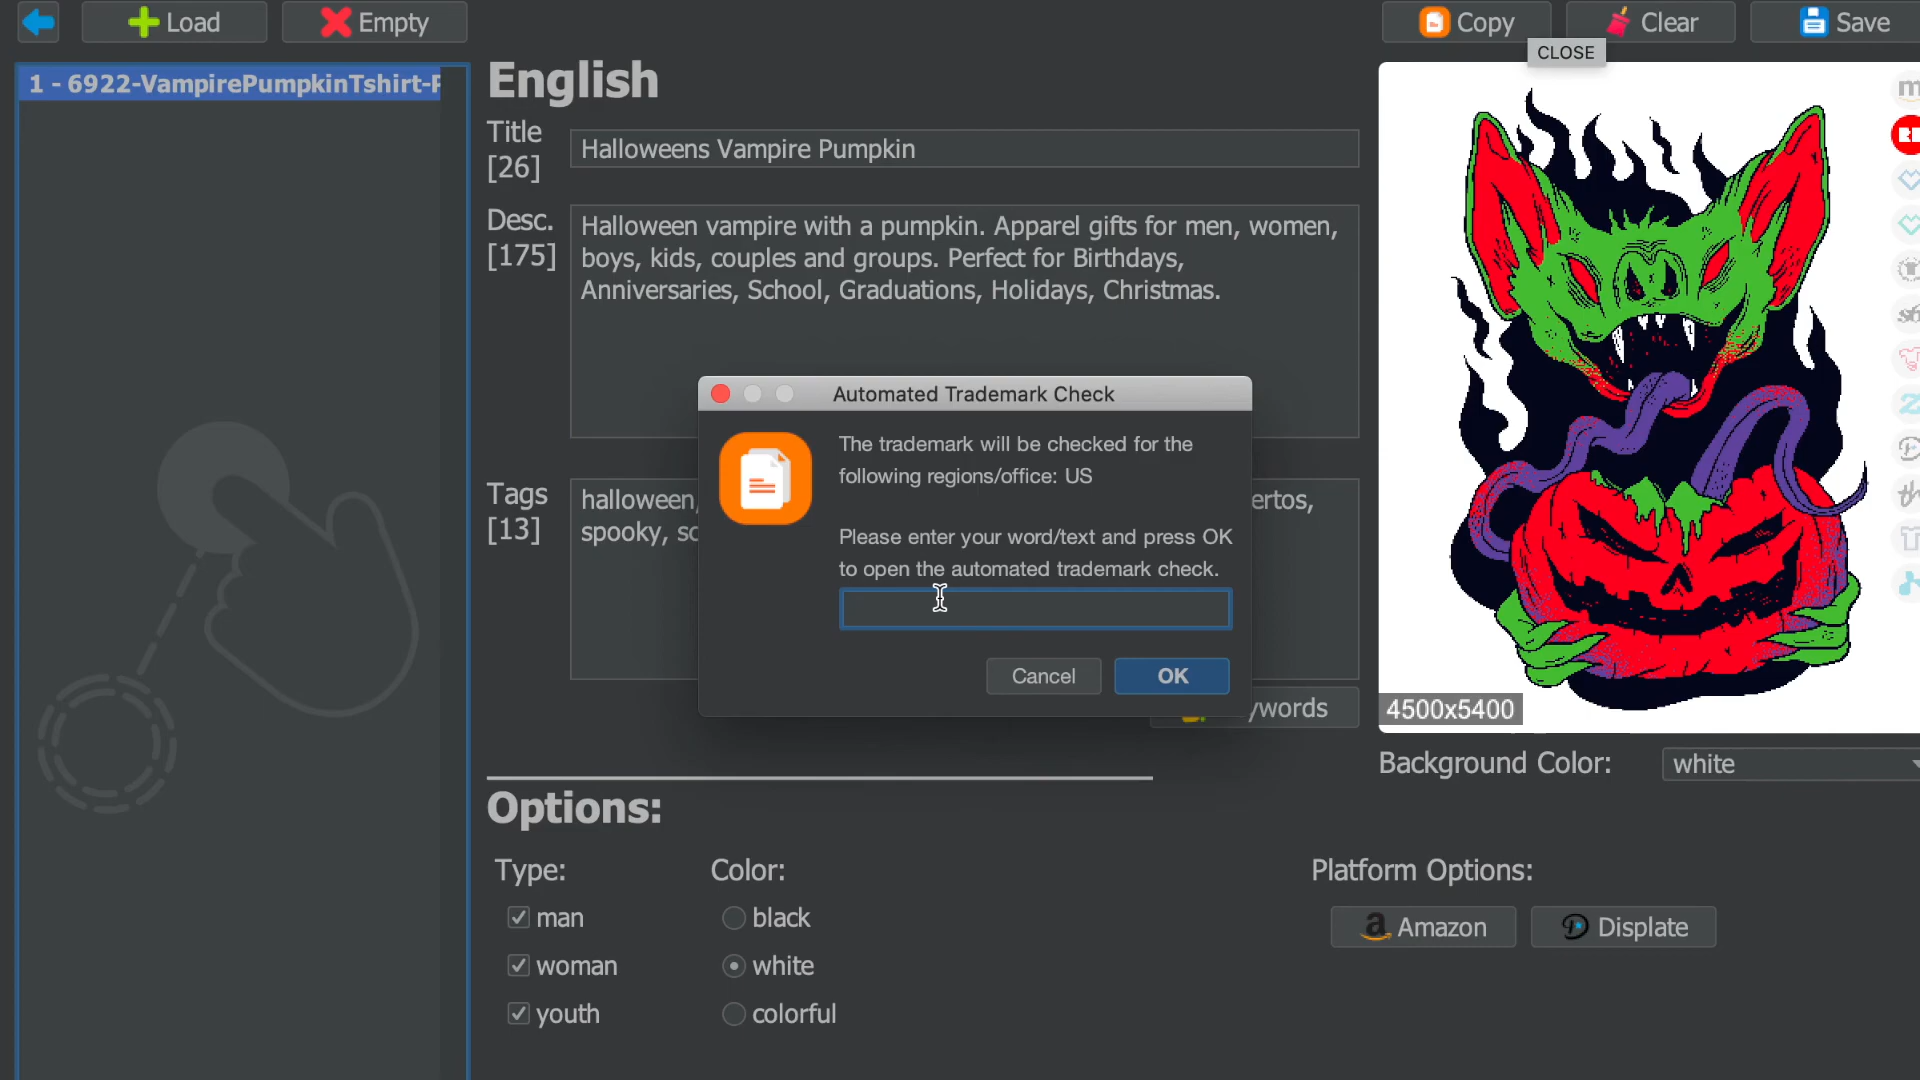 Load
Empty
Copy
Clear
Save
CLOSE
1 - 6922-VampirePumpkinTshirt-P
English
Title
[26]
Halloweens Vampire Pumpkin
Desc.
[175]
Halloween vampire with a pumpkin. Apparel gifts for men, women,
boys, kids, couples and groups. Perfect for Birthdays,
Anniversaries, School, Graduations, Holidays, Christmas.
Automated Trademark Check
The trademark will be checked for the
following regions/office: US
Please enter your word/text and press OK
to open the automated trademark check.
Cancel
OK
Tags
[13]
halloween,
ertos,
spooky, sc
ywords
4500x5400
Background Color:
white
Options:
Type:
Color:
Platform Options:
man
black
Amazon
Displate
woman
white
youth
colorful